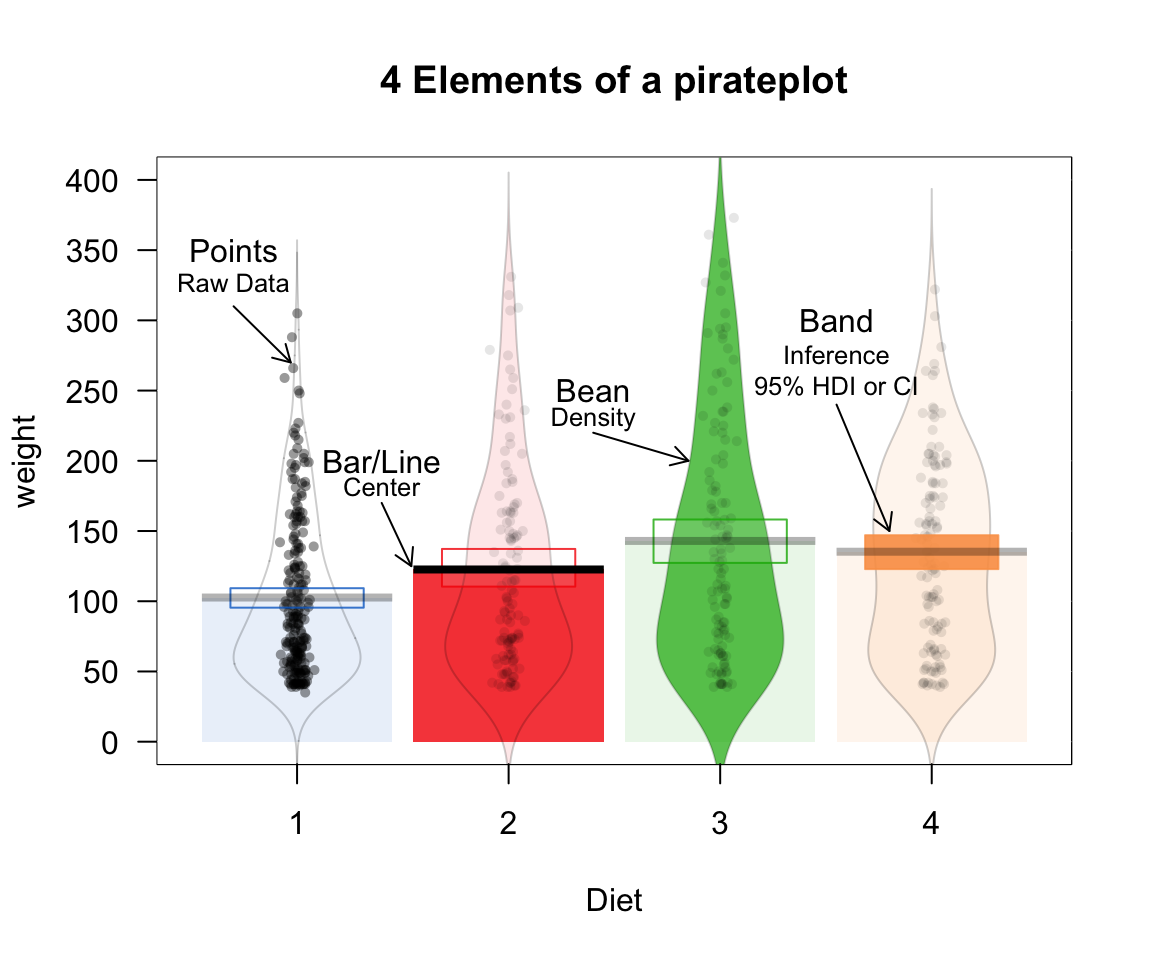 4 Elements of a pirateplot
weight
400
350
300
250
200
150
100
50
0
Points
Raw Data
Bar/Line
Center
Bean
Density
Band
Inference
95% HDI or CI
1
2
3
4
Diet